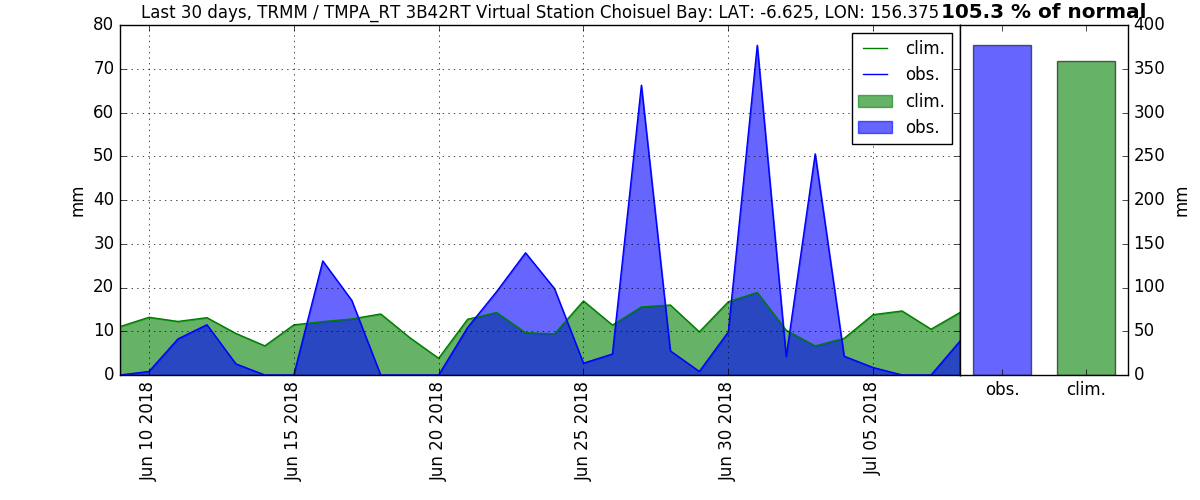 Last 30 days, TRMM / TMPA_RT 3B42RT Virtual Station Choisuel Bay: LAT: -6.625, LON: 156.375
105.3 % of normal
80
70
60
50
40
30
20
10
0
mm
clim.
obs.
clim.
obs.
Jun 10 2018
Jun 15 2018
Jun 20 2018
Jun 25 2018
Jun 30 2018
Jul 05 2018
400
350
300
250
200
150
100
50
0
mm
obs.
clim.